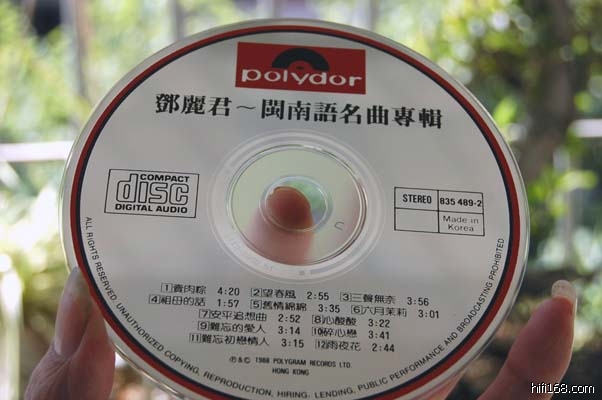 polydor
鄧麗君～閩南語名曲專輯
COMPACT
disc
DIGITAL AUDIO
STEREO 835 489-2
Made in
Korea
①賣肉粽 4:20 ②望春風 2:55 ③三聲無奈 3:56
④祖母的話 1:57 ⑤舊情綿綿 3:35 ⑥六月茉莉 3:01
⑦安平追想曲 2:52 ⑧心酸酸 3:22
⑨難忘的愛人 3:14 ⑩碎心戀 3:41
⑪難忘初戀情人 3:15 ⑫雨夜花 2:44
℗&© 1988 POLYGRAM RECORDS LTD.
HONG KONG
ALL RIGHTS RESERVED. UNAUTHORIZED COPYING, REPRODUCTION, HIRING, LENDING, PUBLIC PERFORMANCE AND BROADCASTING PROHIBITED
hifi168.com